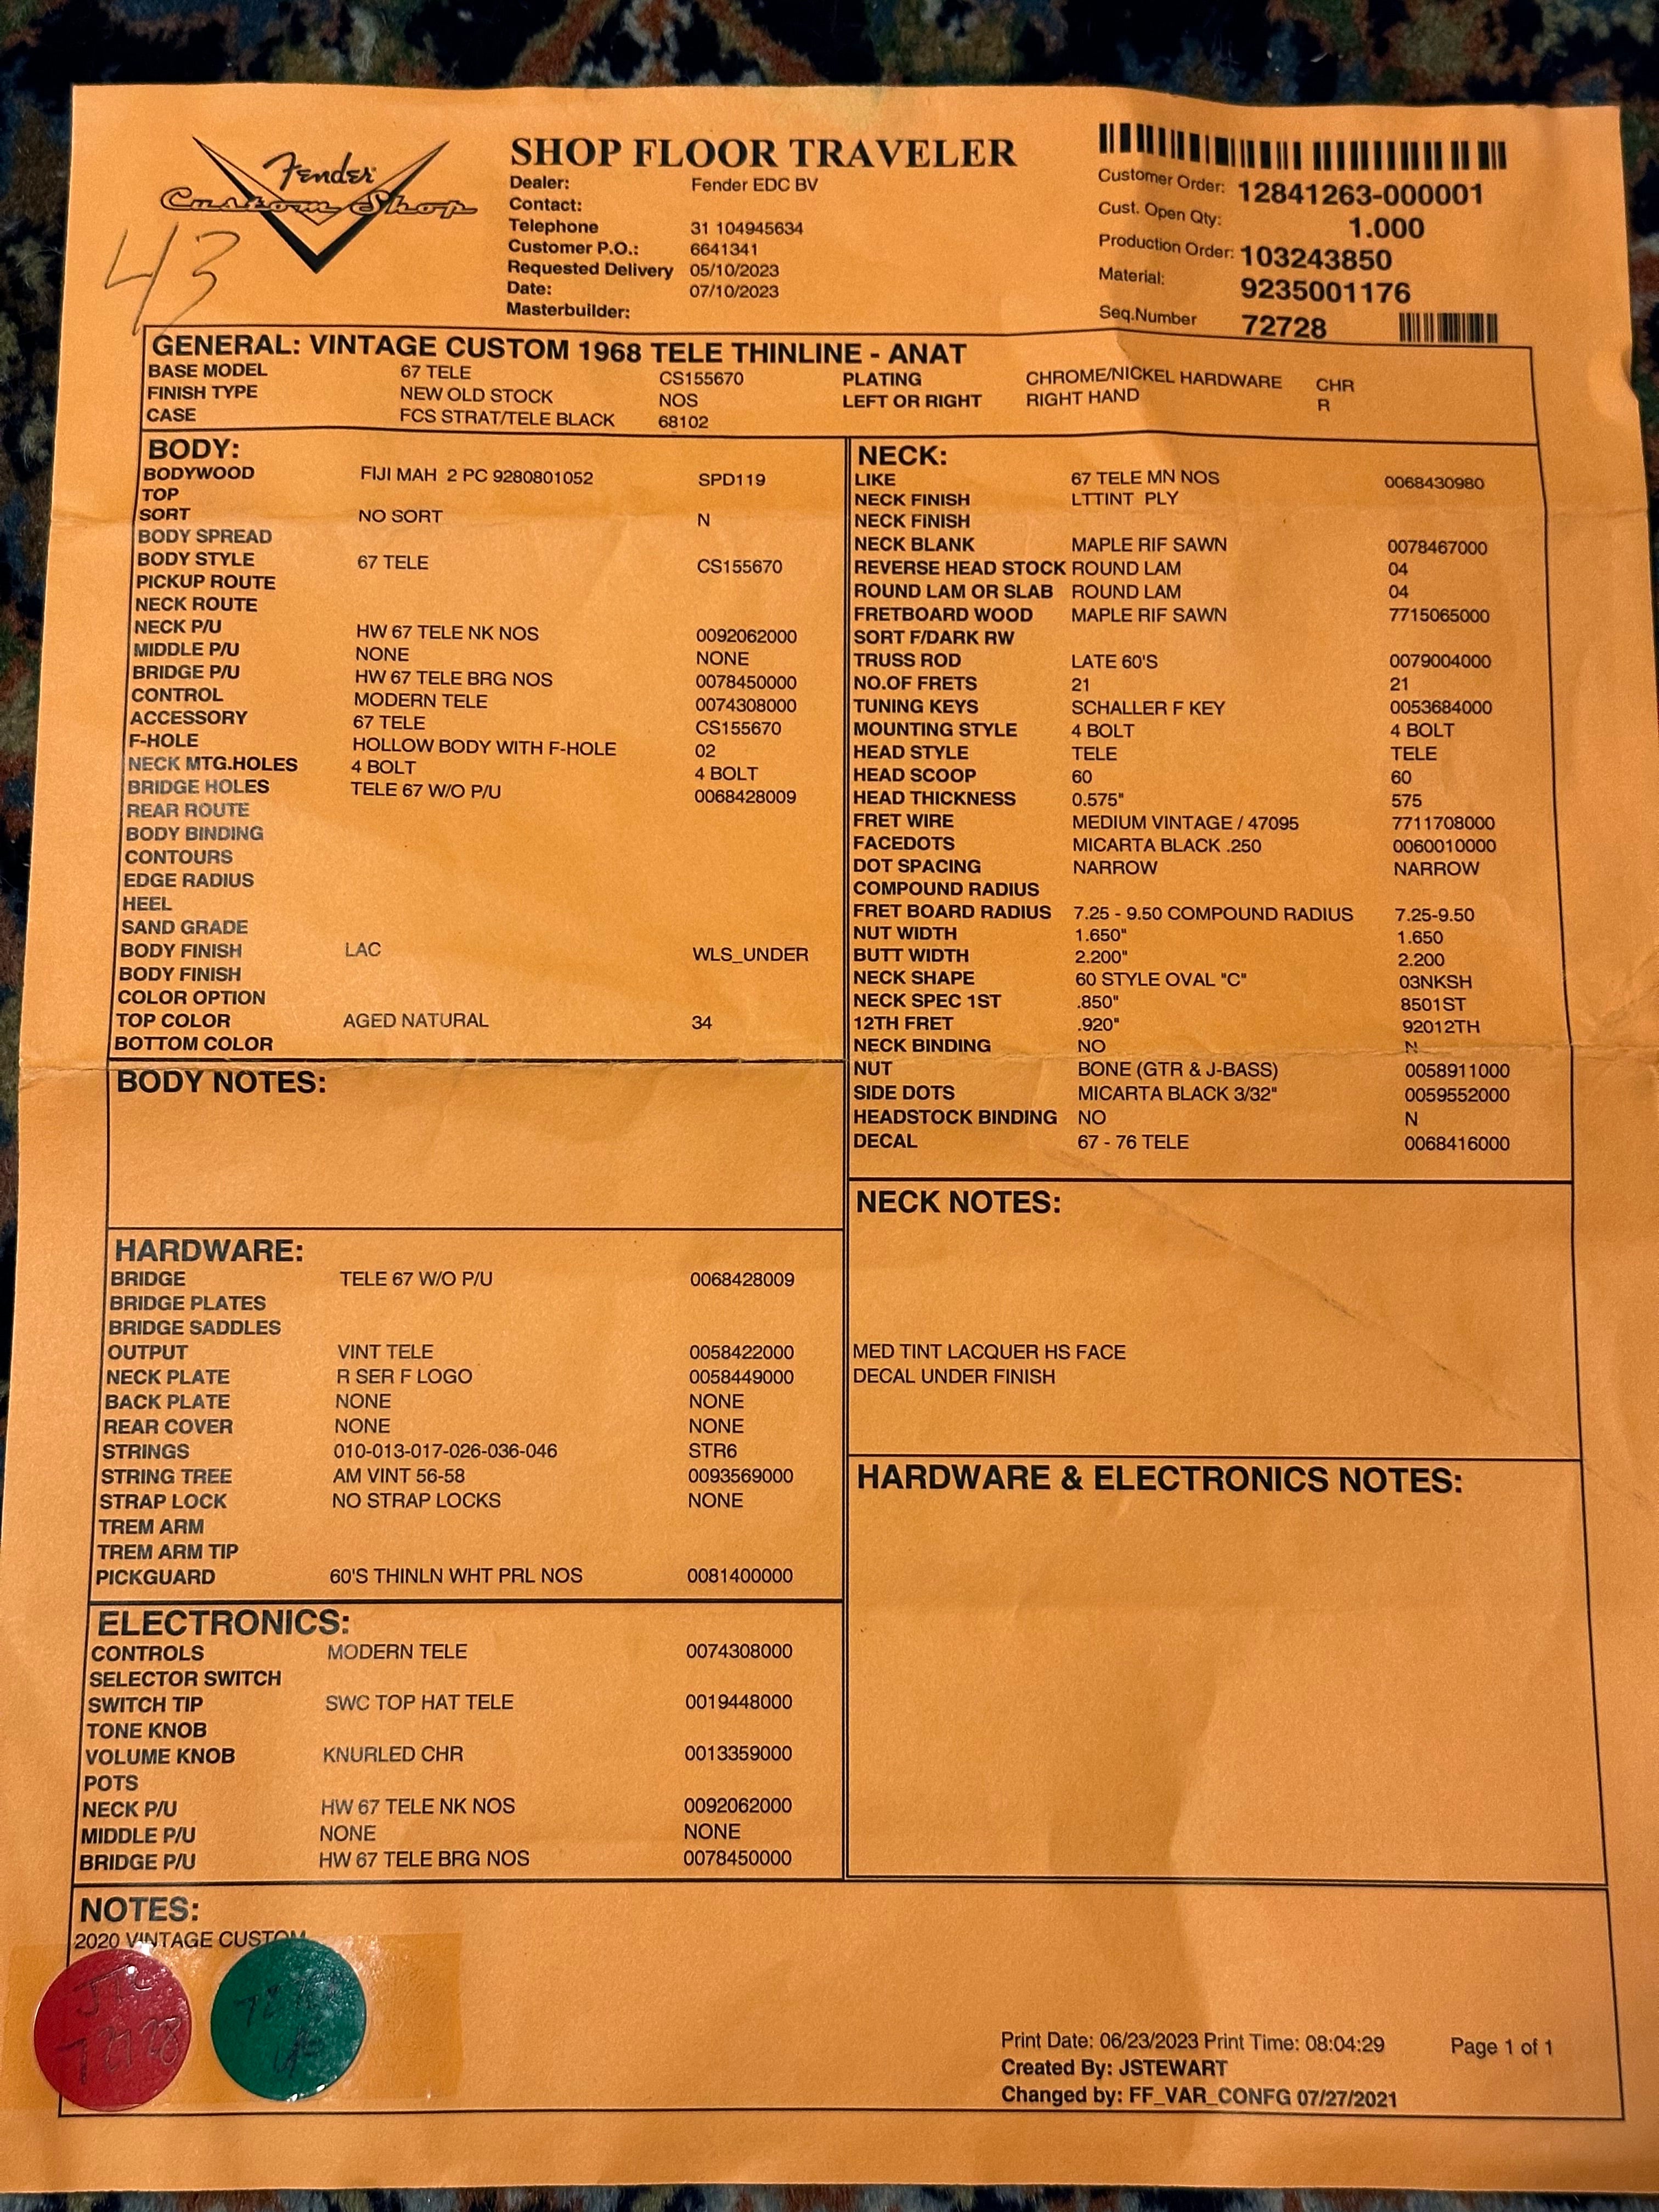 Fender
Custom Shop
43
SHOP FLOOR TRAVELER
Dealer: Fender EDC BV
Contact:
Telephone 31 104945634
Customer P.O.: 6641341
Requested Delivery 05/10/2023
Date: 07/10/2023
Masterbuilder:
Customer Order: 12841263-000001
Cust. Open Qty: 1.000
Production Order: 103243850
Material: 9235001176
Seq.Number 72728
GENERAL: VINTAGE CUSTOM 1968 TELE THINLINE - ANAT
BASE MODEL 67 TELE CS155670 PLATING CHROME/NICKEL HARDWARE CHR
FINISH TYPE NEW OLD STOCK NOS LEFT OR RIGHT RIGHT HAND R
CASE FCS STRAT/TELE BLACK 68102
BODY:
BODYWOOD FIJI MAH 2 PC 9280801052 SPD119
TOP
SORT NO SORT N
BODY SPREAD
BODY STYLE 67 TELE CS155670
PICKUP ROUTE
NECK ROUTE
NECK P/U HW 67 TELE NK NOS 0092062000
MIDDLE P/U NONE NONE
BRIDGE P/U HW 67 TELE BRG NOS 0078450000
CONTROL MODERN TELE 0074308000
ACCESSORY 67 TELE CS155670
F-HOLE HOLLOW BODY WITH F-HOLE 02
NECK MTG.HOLES 4 BOLT 4 BOLT
BRIDGE HOLES TELE 67 W/O P/U 0068428009
REAR ROUTE
BODY BINDING
CONTOURS
EDGE RADIUS
HEEL
SAND GRADE
BODY FINISH LAC WLS_UNDER
BODY FINISH
COLOR OPTION
TOP COLOR AGED NATURAL 34
BOTTOM COLOR
BODY NOTES:
HARDWARE:
BRIDGE TELE 67 W/O P/U 0068428009
BRIDGE PLATES
BRIDGE SADDLES
OUTPUT VINT TELE 0058422000
NECK PLATE R SER F LOGO 0058449000
BACK PLATE NONE NONE
REAR COVER NONE NONE
STRINGS 010-013-017-026-036-046 STR6
STRING TREE AM VINT 56-58 0093569000
STRAP LOCK NO STRAP LOCKS NONE
TREM ARM
TREM ARM TIP
PICKGUARD 60'S THINLN WHT PRL NOS 0081400000
ELECTRONICS:
CONTROLS MODERN TELE 0074308000
SELECTOR SWITCH
SWITCH TIP SWC TOP HAT TELE 0019448000
TONE KNOB
VOLUME KNOB KNURLED CHR 0013359000
POTS
NECK P/U HW 67 TELE NK NOS 0092062000
MIDDLE P/U NONE NONE
BRIDGE P/U HW 67 TELE BRG NOS 0078450000
NECK:
LIKE 67 TELE MN NOS 0068430980
NECK FINISH LTTINT PLY
NECK FINISH
NECK BLANK MAPLE RIF SAWN 0078467000
REVERSE HEAD STOCK ROUND LAM 04
ROUND LAM OR SLAB ROUND LAM 04
FRETBOARD WOOD MAPLE RIF SAWN 7715065000
SORT F/DARK RW
TRUSS ROD LATE 60'S 0079004000
NO.OF FRETS 21 21
TUNING KEYS SCHALLER F KEY 0053684000
MOUNTING STYLE 4 BOLT 4 BOLT
HEAD STYLE TELE TELE
HEAD SCOOP 60 60
HEAD THICKNESS 0.575" 575
FRET WIRE MEDIUM VINTAGE / 47095 7711708000
FACEDOTS MICARTA BLACK .250 0060010000
DOT SPACING NARROW NARROW
COMPOUND RADIUS
FRET BOARD RADIUS 7.25 - 9.50 COMPOUND RADIUS 7.25-9.50
NUT WIDTH 1.650" 1.650
BUTT WIDTH 2.200" 2.200
NECK SHAPE 60 STYLE OVAL "C" 03NKSH
NECK SPEC 1ST .850" 8501ST
12TH FRET .920" 92012TH
NECK BINDING NO N
NUT BONE (GTR & J-BASS) 0058911000
SIDE DOTS MICARTA BLACK 3/32" 0059552000
HEADSTOCK BINDING NO N
DECAL 67 - 76 TELE 0068416000
NECK NOTES:
MED TINT LACQUER HS FACE
DECAL UNDER FINISH
HARDWARE & ELECTRONICS NOTES:
NOTES:
2020 VINTAGE CUSTOM
72728
Print Date: 06/23/2023 Print Time: 08:04:29 Page 1 of 1
Created By: JSTEWART
Changed by: FF_VAR_CONFG 07/27/2021